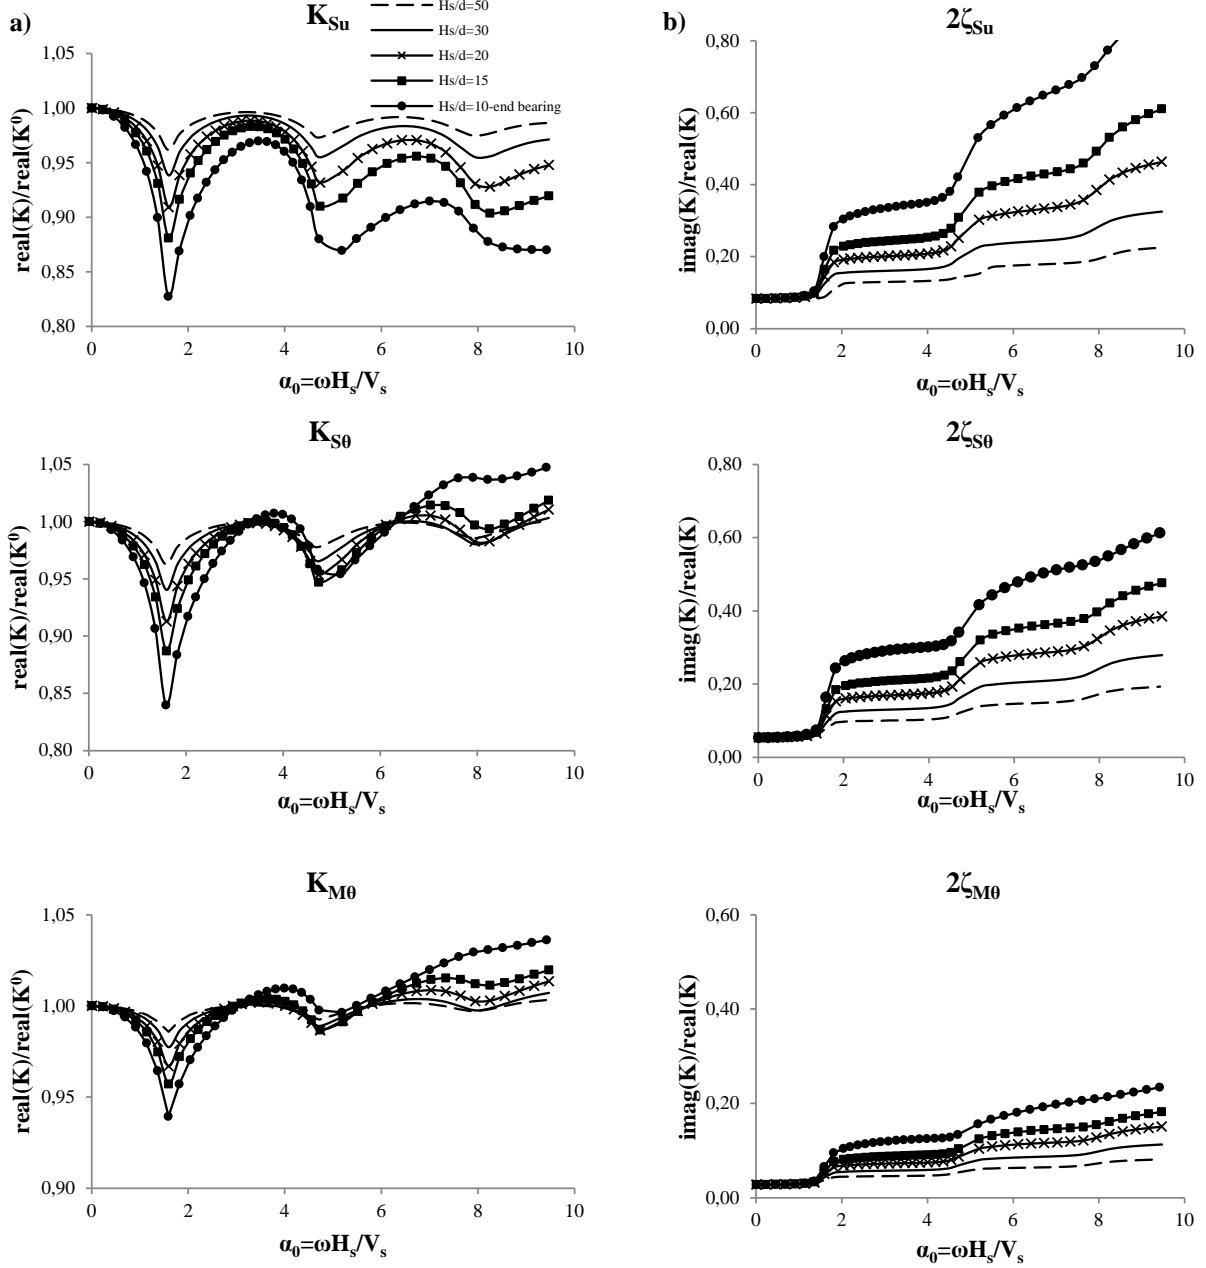 a)
K_Su
Hs/d=50
Hs/d=30
Hs/d=20
Hs/d=15
Hs/d=10-end bearing
real(K)/real(K⁰)
1,05
1,00
0,95
0,90
0,85
0,80
0 2 4 6 8 10
α₀=ωH_s/V_s
b)
2ζ_Su
imag(K)/real(K)
0,80
0,60
0,40
0,20
0,00
0 2 4 6 8 10
α₀=ωH_s/V_s
K_Sθ
real(K)/real(K⁰)
1,05
1,00
0,95
0,90
0,85
0,80
0 2 4 6 8 10
α₀=ωH_s/V_s
2ζ_Sθ
imag(K)/real(K)
0,80
0,60
0,40
0,20
0,00
0 2 4 6 8 10
α₀=ωH_s/V_s
K_Mθ
real(K)/real(K⁰)
1,05
1,00
0,95
0,90
0 2 4 6 8 10
α₀=ωH_s/V_s
2ζ_Mθ
imag(K)/real(K)
0,60
0,40
0,20
0,00
0 2 4 6 8 10
α₀=ωH_s/V_s